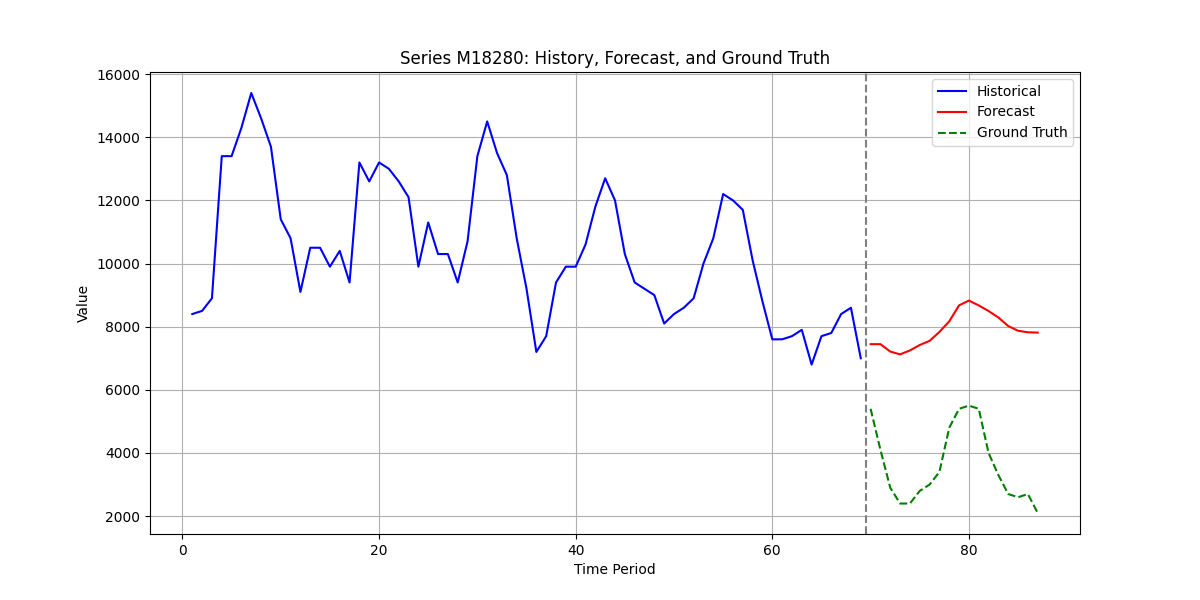 Series M18280: History, Forecast, and Ground Truth
16000
14000
12000
10000
8000
6000
4000
2000
Value
0
20
40
60
80
Time Period
Historical
Forecast
Ground Truth